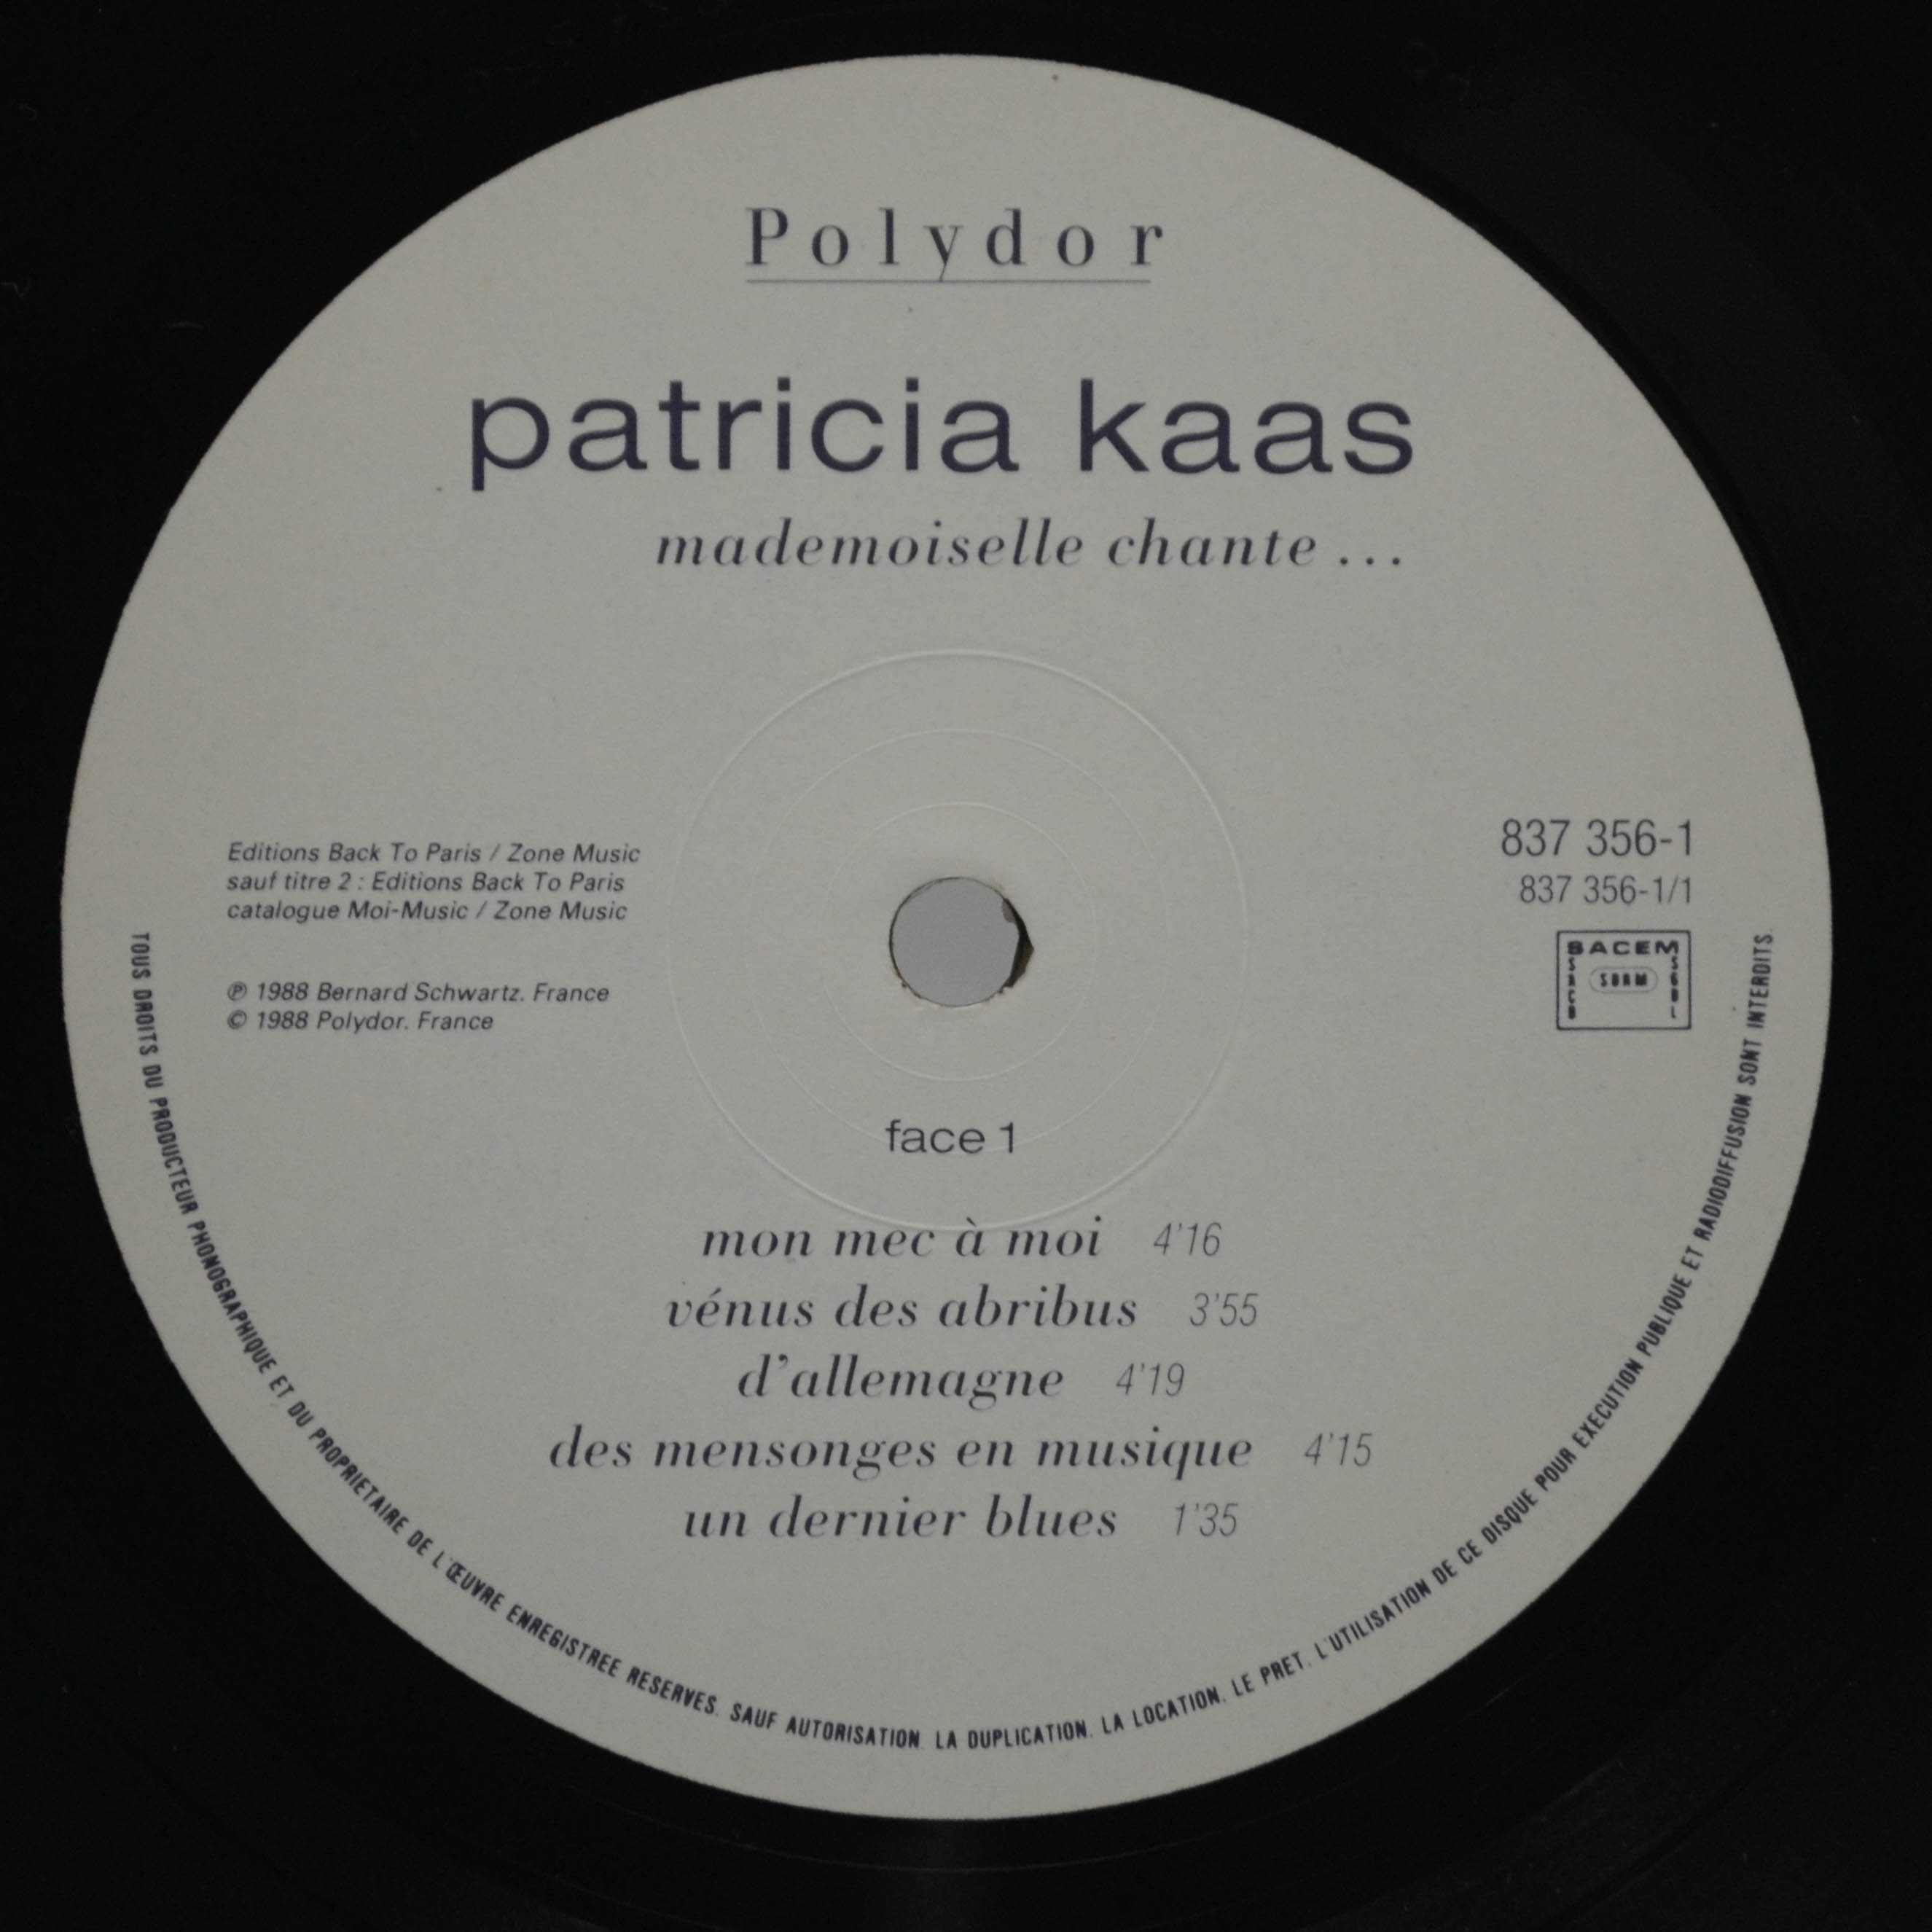 Polydor
patricia kaas
mademoiselle chante ...
Editions Back To Paris / Zone Music
sauf titre 2 : Editions Back To Paris
catalogue Moi-Music / Zone Music
℗ 1988 Bernard Schwartz. France
© 1988 Polydor. France
837 356-1
837 356-1/1
SACEM
SACD
SDRM
SGDL
face 1
mon mec à moi 4'16
vénus des abribus 3'55
d'allemagne 4'19
des mensonges en musique 4'15
un dernier blues 1'35
TOUS DROITS DU PRODUCTEUR PHONOGRAPHIQUE ET DU PROPRIETAIRE DE L'ŒUVRE ENREGISTREE RESERVES. SAUF AUTORISATION. LA DUPLICATION. LA LOCATION. LE PRET. L'UTILISATION DE CE DISQUE POUR EXECUTION PUBLIQUE ET RADIODIFFUSION SONT INTERDITS.